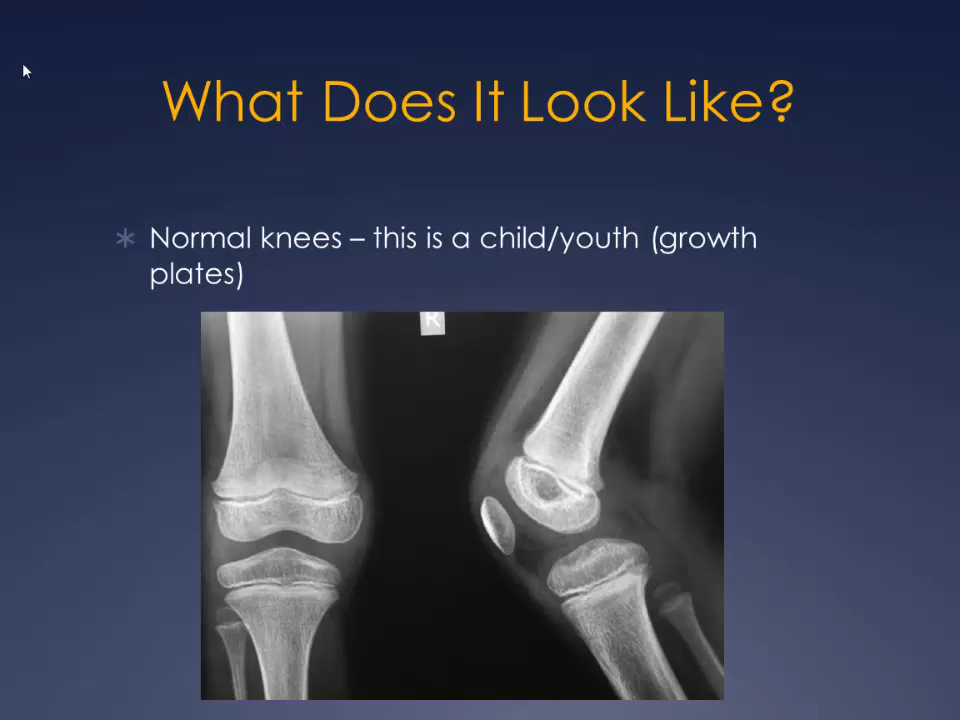 What Does It Look Like?
Normal knees – this is a child/youth (growth
plates)
R